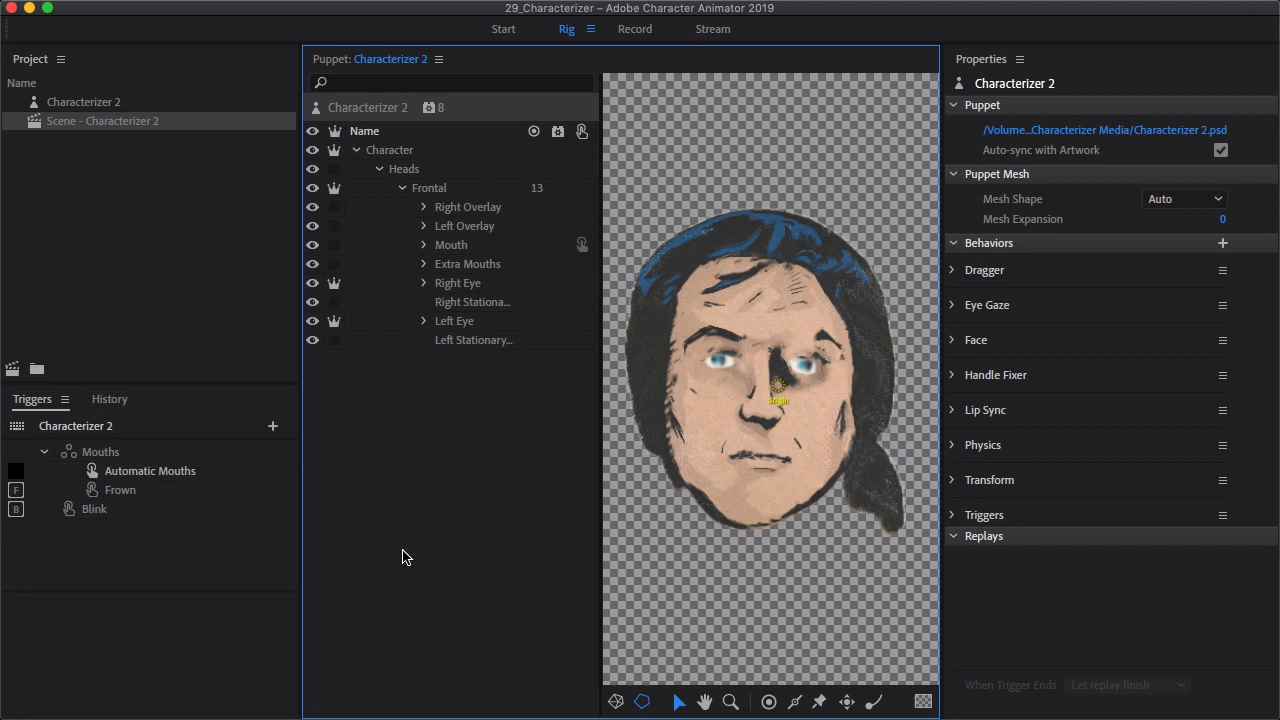 29_Characterizer – Adobe Character Animator 2019
Start
Rig
Record
Stream
Project
Name
Characterizer 2
Scene - Characterizer 2
Triggers
History
Characterizer 2
Mouths
Automatic Mouths
F
Frown
B
Blink
Puppet: Characterizer 2
Characterizer 2
8
Name
Character
Heads
Frontal
13
Right Overlay
Left Overlay
Mouth
Extra Mouths
Right Eye
Right Stationa...
Left Eye
Left Stationary...
origin
Properties
Characterizer 2
Puppet
/Volume...Characterizer Media/Characterizer 2.psd
Auto-sync with Artwork
Puppet Mesh
Mesh Shape
Auto
Mesh Expansion
0
Behaviors
Dragger
Eye Gaze
Face
Handle Fixer
Lip Sync
Physics
Transform
Triggers
Replays
When Trigger Ends
Let replay finish